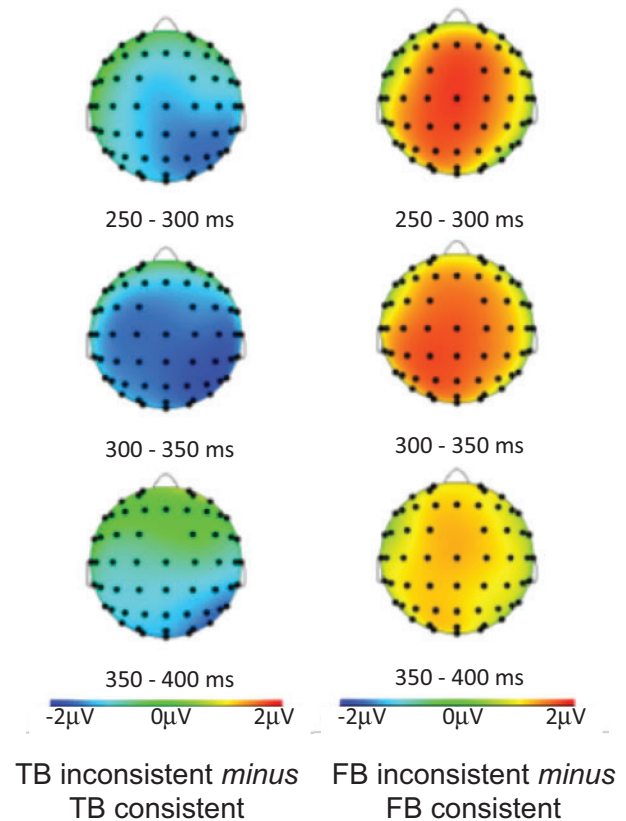 250 - 300 ms 250 - 300 ms
300 - 350 ms 300 - 350 ms
350 - 400 ms 350 - 400 ms
-2µV 0µV 2µV -2µV 0µV 2µV
TB inconsistent minus FB inconsistent minus
TB consistent FB consistent